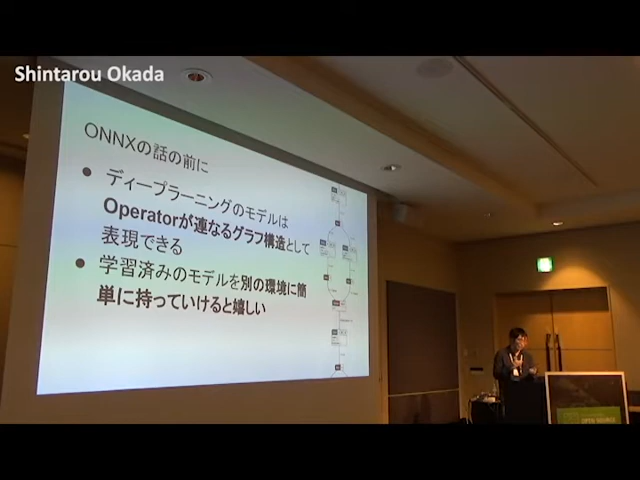 Shintarou Okada
ONNXの話の前に
● ディープラーニングのモデルは
Operatorが連なるグラフ構造として
表現できる
● 学習済みのモデルを別の環境に簡
単に持っていけると嬉しい
OPEN SOURCE